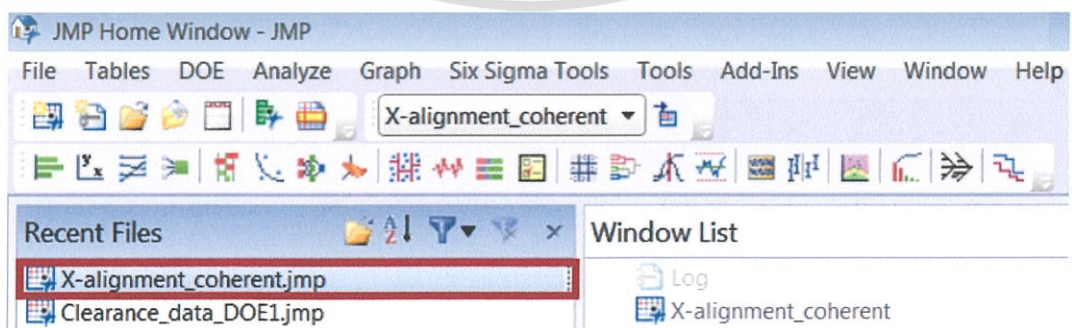 JMP Home Window - JMP
File Tables DOE Analyze Graph Six Sigma Tools Tools Add-Ins View Window Help
X-alignment_coherent
Recent Files
Window List
X-alignment_coherent.jmp
Log
Clearance_data_DOE1.jmp
X-alignment_coherent